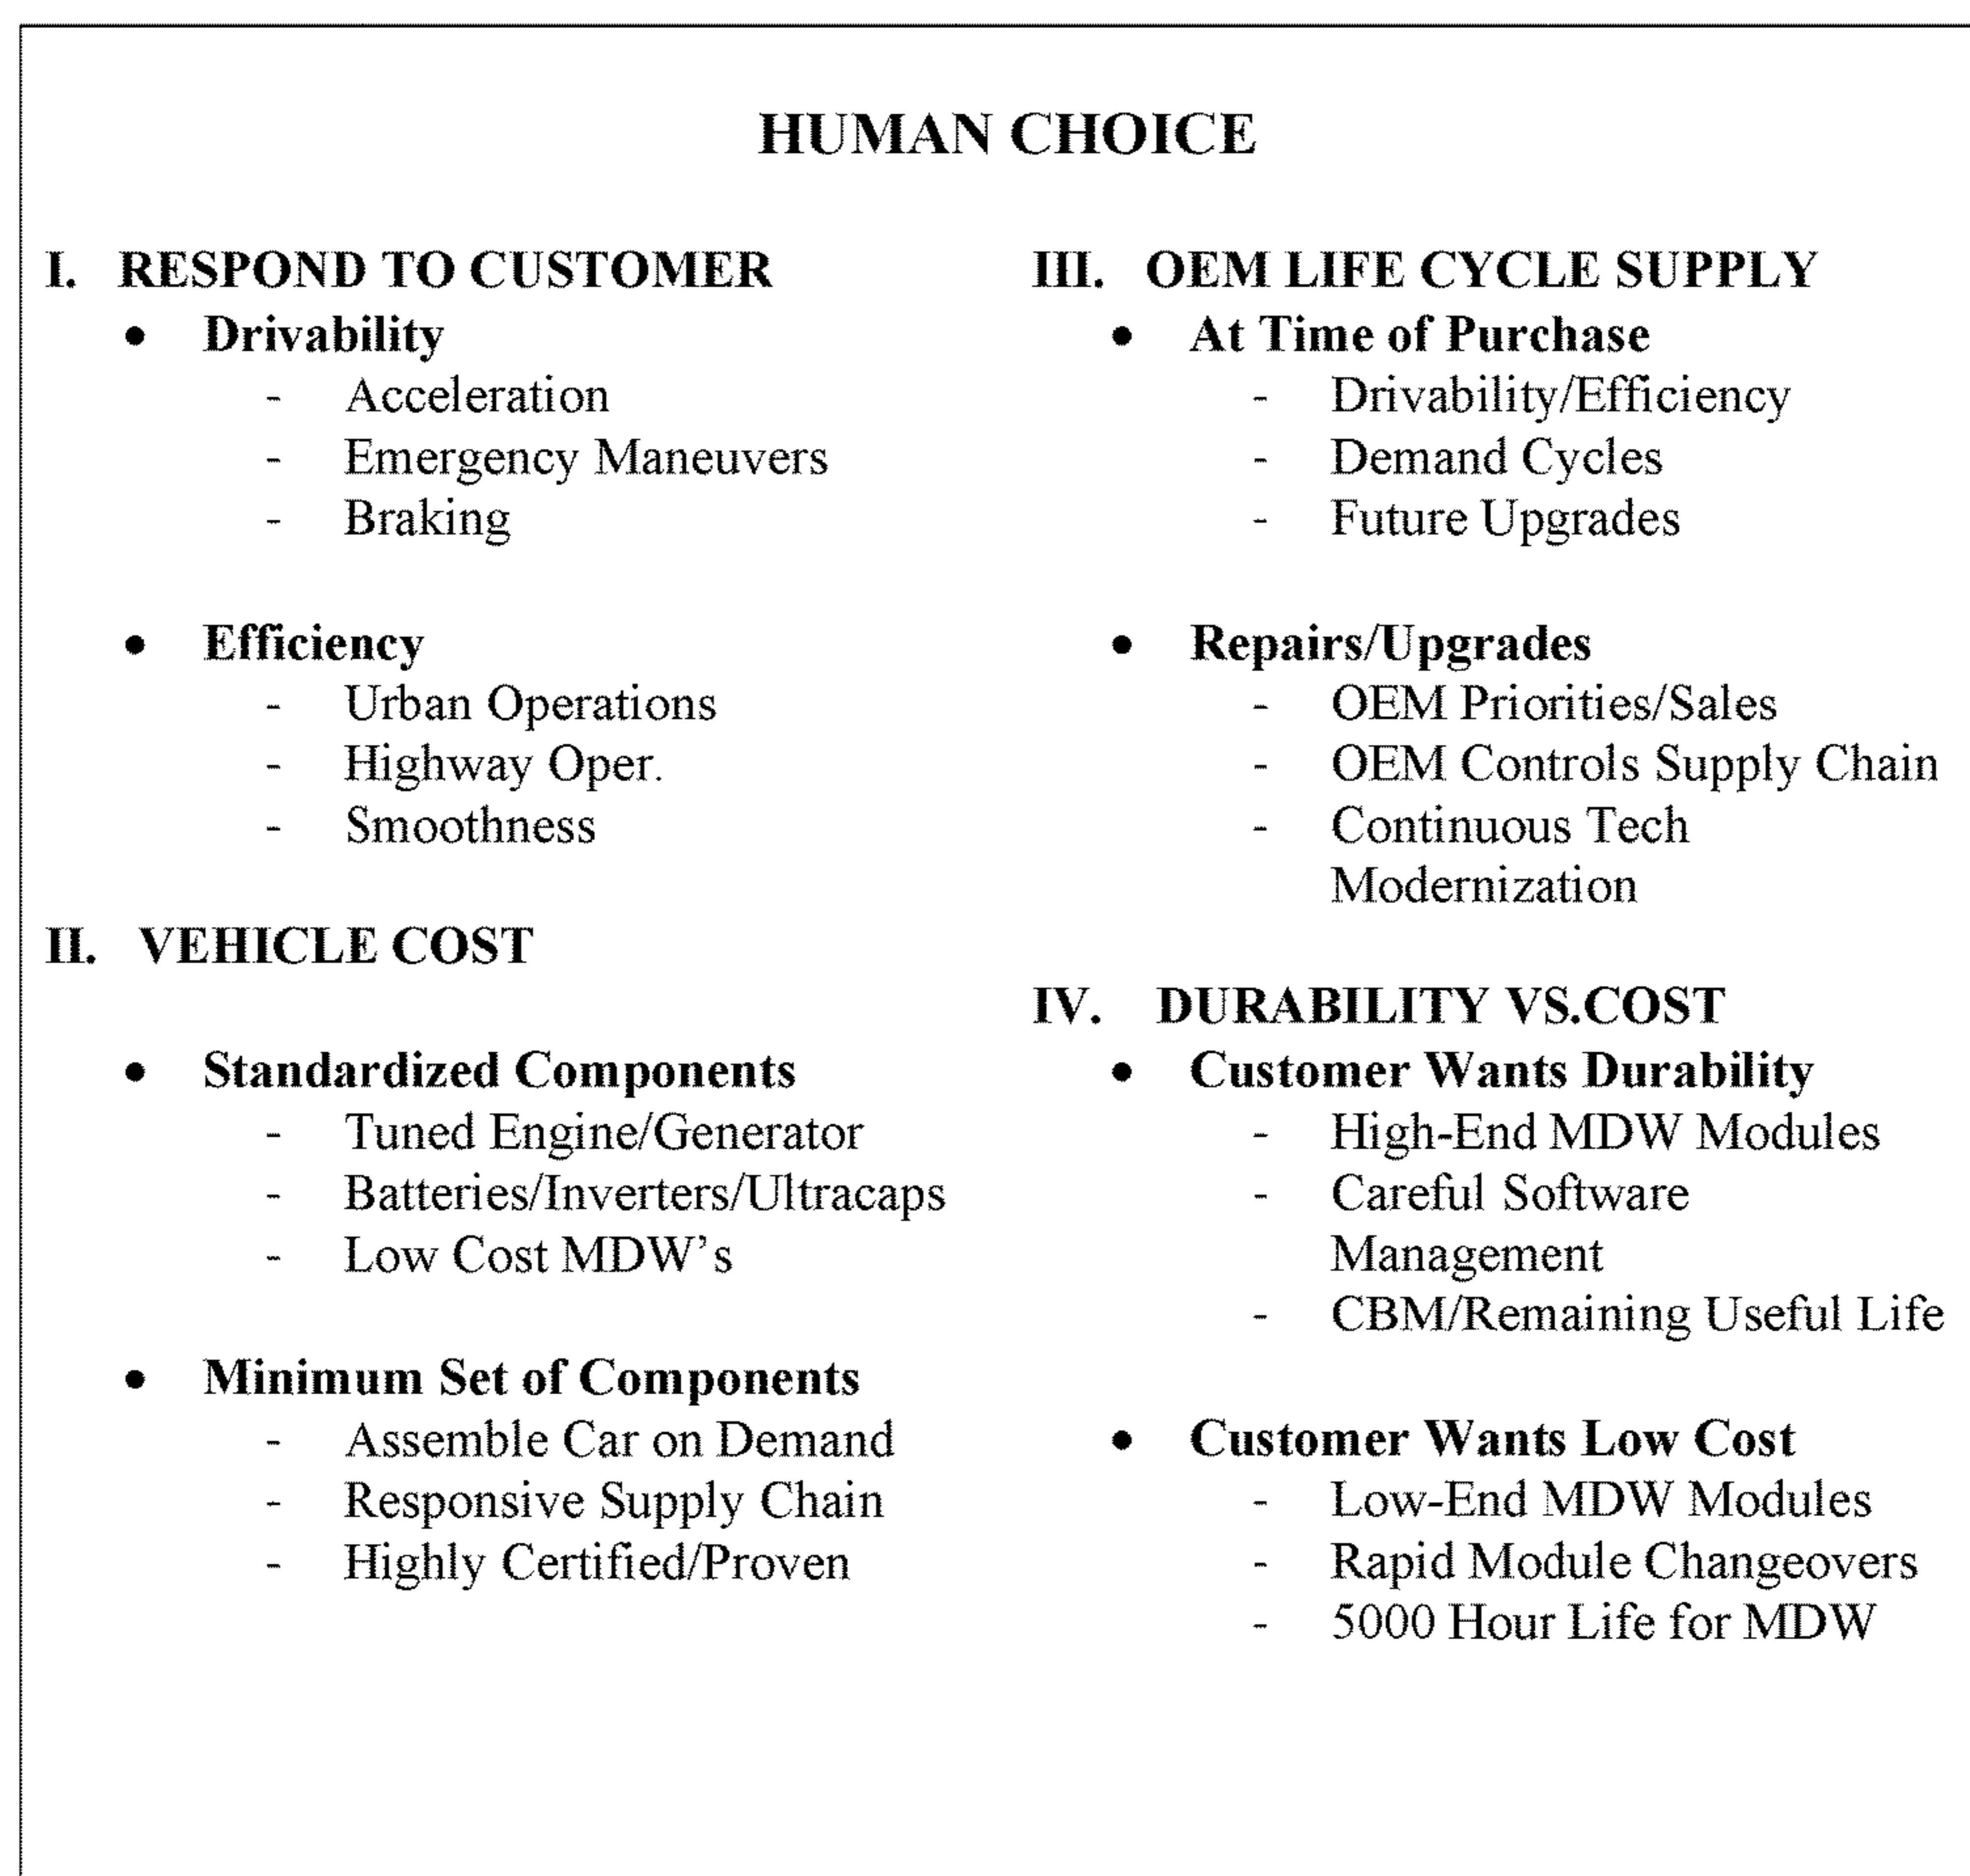 HUMAN CHOICE
I. RESPOND TO CUSTOMER
• Drivability
- Acceleration
- Emergency Maneuvers
- Braking
• Efficiency
- Urban Operations
- Highway Oper.
- Smoothness
II. VEHICLE COST
• Standardized Components
- Tuned Engine/Generator
- Batteries/Inverters/Ultracaps
- Low Cost MDW's
• Minimum Set of Components
- Assemble Car on Demand
- Responsive Supply Chain
- Highly Certified/Proven
III. OEM LIFE CYCLE SUPPLY
• At Time of Purchase
- Drivability/Efficiency
- Demand Cycles
- Future Upgrades
• Repairs/Upgrades
- OEM Priorities/Sales
- OEM Controls Supply Chain
- Continuous Tech
Modernization
IV. DURABILITY VS.COST
• Customer Wants Durability
- High-End MDW Modules
- Careful Software
Management
- CBM/Remaining Useful Life
• Customer Wants Low Cost
- Low-End MDW Modules
- Rapid Module Changeovers
- 5000 Hour Life for MDW